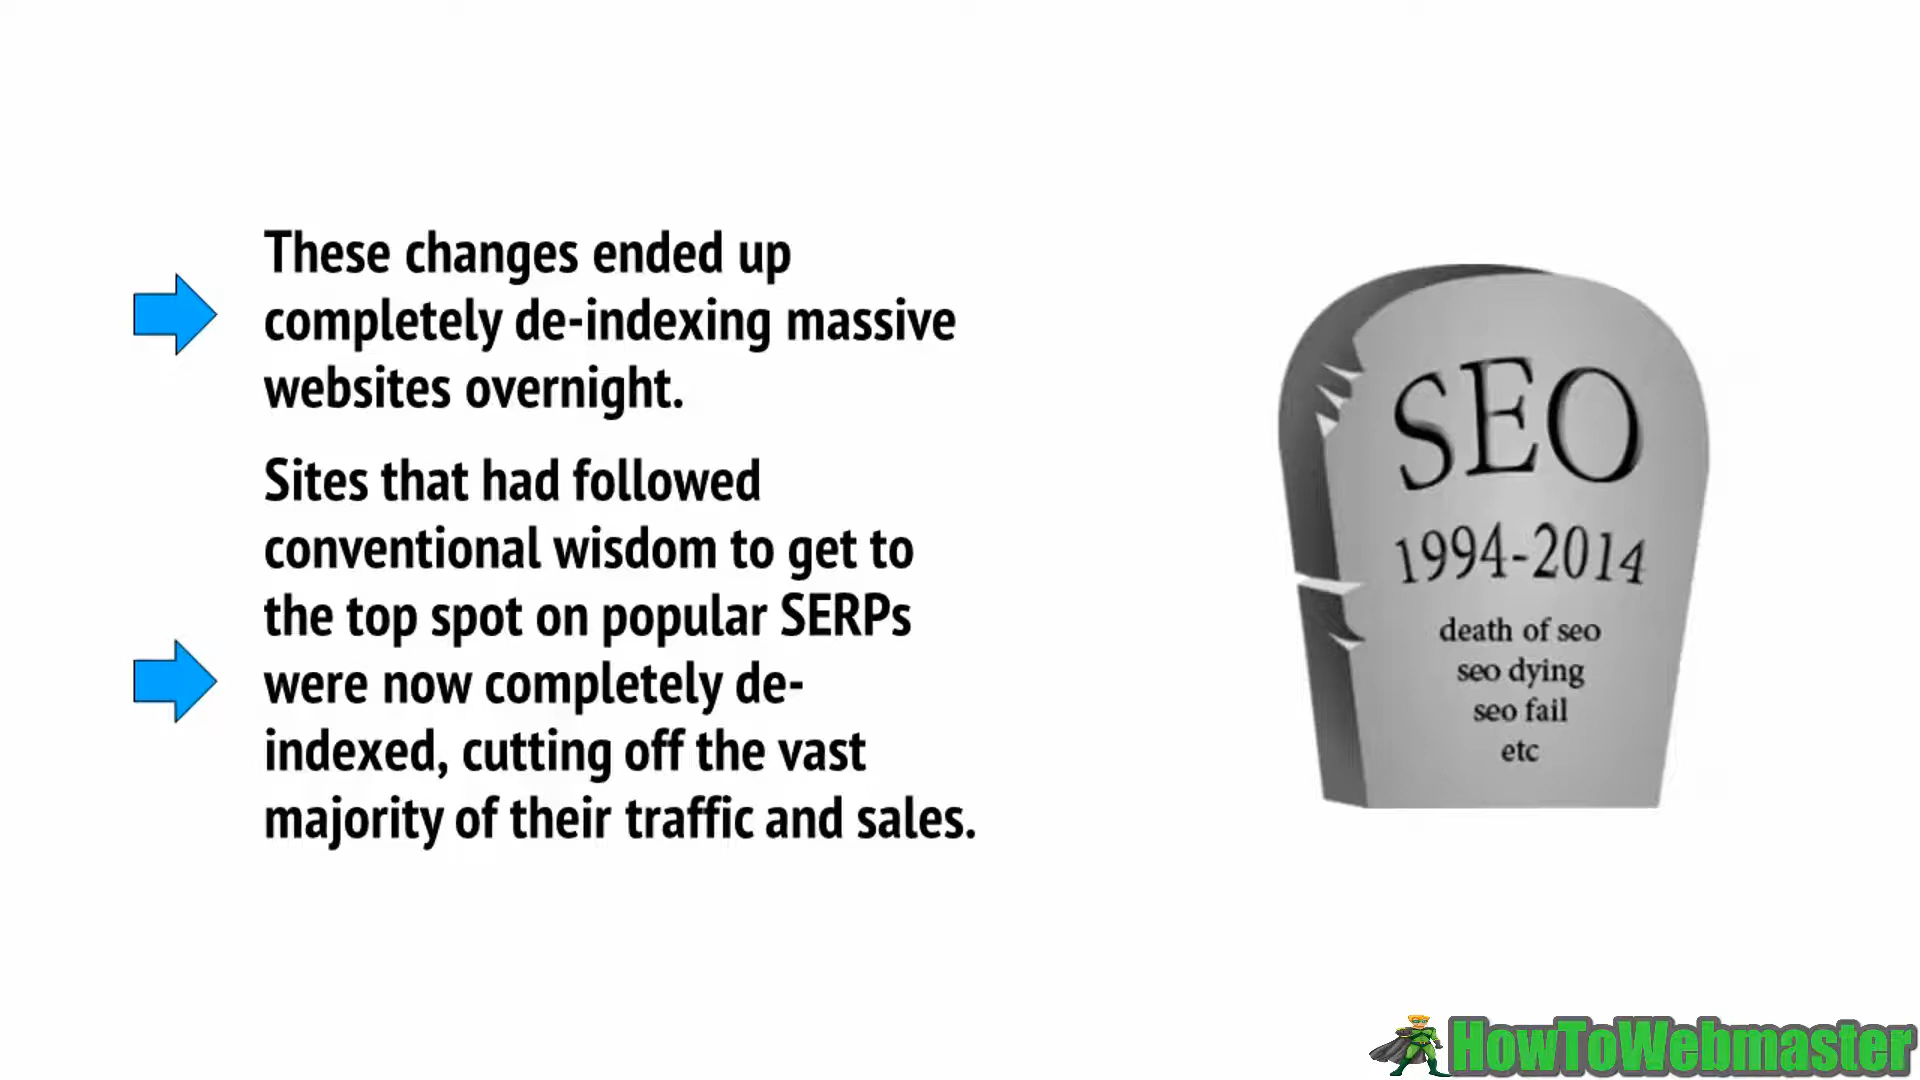 These changes ended up
completely de-indexing massive
websites overnight.
Sites that had followed
conventional wisdom to get to
the top spot on popular SERPs
were now completely de-
indexed, cutting off the vast
majority of their traffic and sales.
SEO
1994-2014
death of seo
seo dying
seo fail
etc
HowToWebmaster